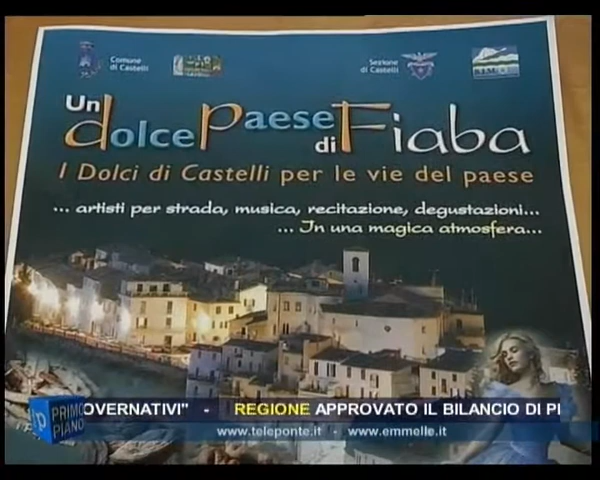 Comune
di Castelli
Sezione
di Castelli
Un dolce Paese di Fiaba
I Dolci di Castelli per le vie del paese
... artisti per strada, musica, recitazione, degustazioni...
... In una magica atmosfera...
PRIMO
PIANO
OVERNATIVI" - REGIONE APPROVATO IL BILANCIO DI
www.teleponte.it - www.emmelle.it